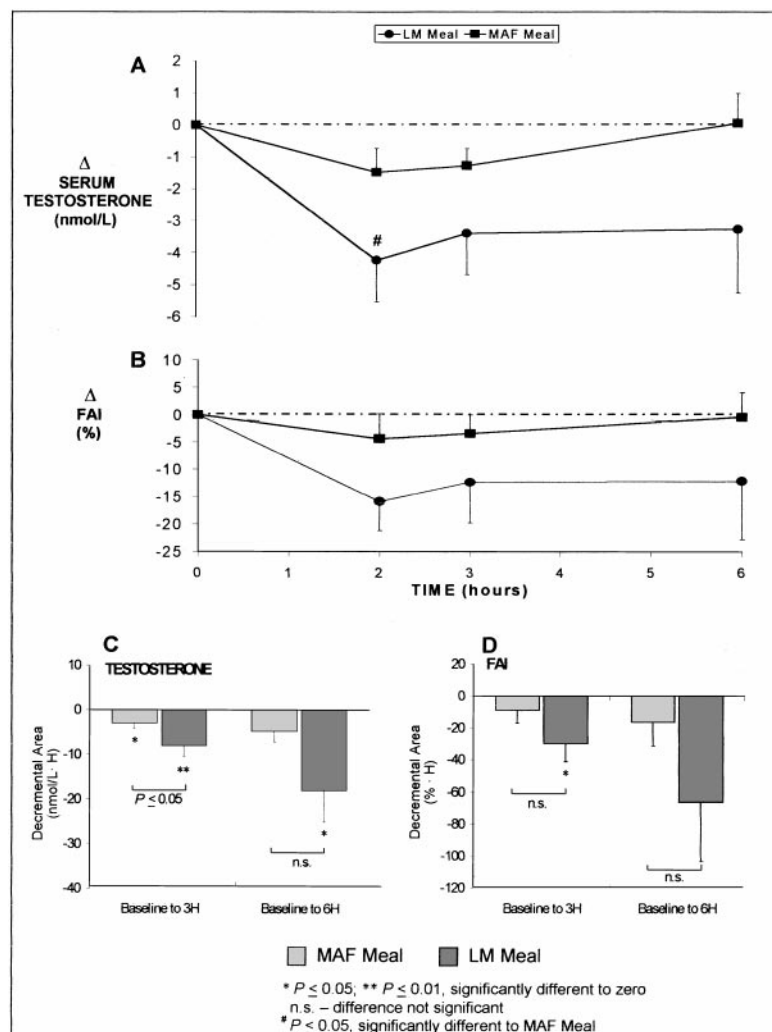 LM Meal MAF Meal
A
2
1
0
-1
-2
-3
-4
-5
-6
Δ
SERUM
TESTOSTERONE
(nmol/L)
#
B
10
5
0
-5
-10
-15
-20
-25
Δ
FAI
(%)
0 1 2 3 4 5 6
TIME (hours)
C
TESTOSTERONE
10
0
-10
-20
-30
-40
Decremental Area
(nmol/L· H)
*
**
P ≤ 0.05
*
n.s.
Baseline to 3H Baseline to 6H
D
FAI
20
0
-20
-40
-60
-80
-100
-120
Decremental Area
(% · H)
*
n.s.
n.s.
Baseline to 3H Baseline to 6H
MAF Meal LM Meal
* P ≤ 0.05; ** P ≤ 0.01, significantly different to zero
n.s. – difference not significant
# P < 0.05, significantly different to MAF Meal